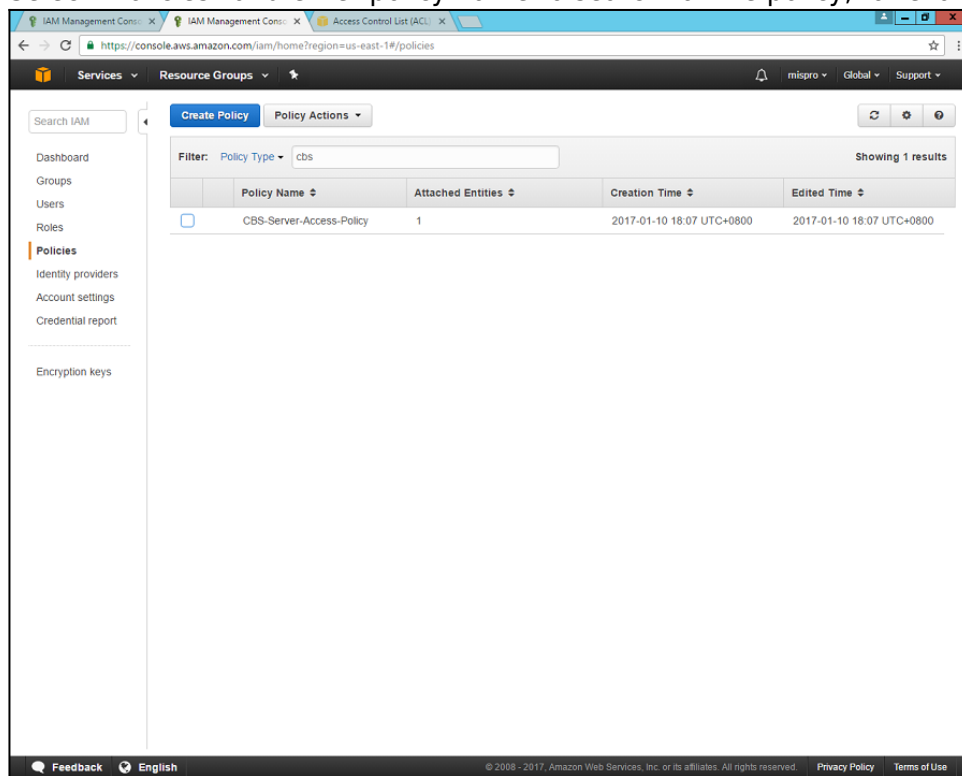 IAM Management Conso
IAM Management Conso
Access Control List (ACL)
https://console.aws.amazon.com/iam/home?region=us-east-1#/policies
Services
Resource Groups
mispro
Global
Support
Search IAM
Create Policy
Policy Actions
Dashboard
Groups
Users
Roles
Policies
Identity providers
Account settings
Credential report
Encryption keys
Filter: Policy Type cbs Showing 1 results
Policy Name Attached Entities Creation Time Edited Time
CBS-Server-Access-Policy 1 2017-01-10 18:07 UTC+0800 2017-01-10 18:07 UTC+0800
Feedback English © 2008 - 2017, Amazon Web Services, Inc. or its affiliates. All rights reserved. Privacy Policy Terms of Use